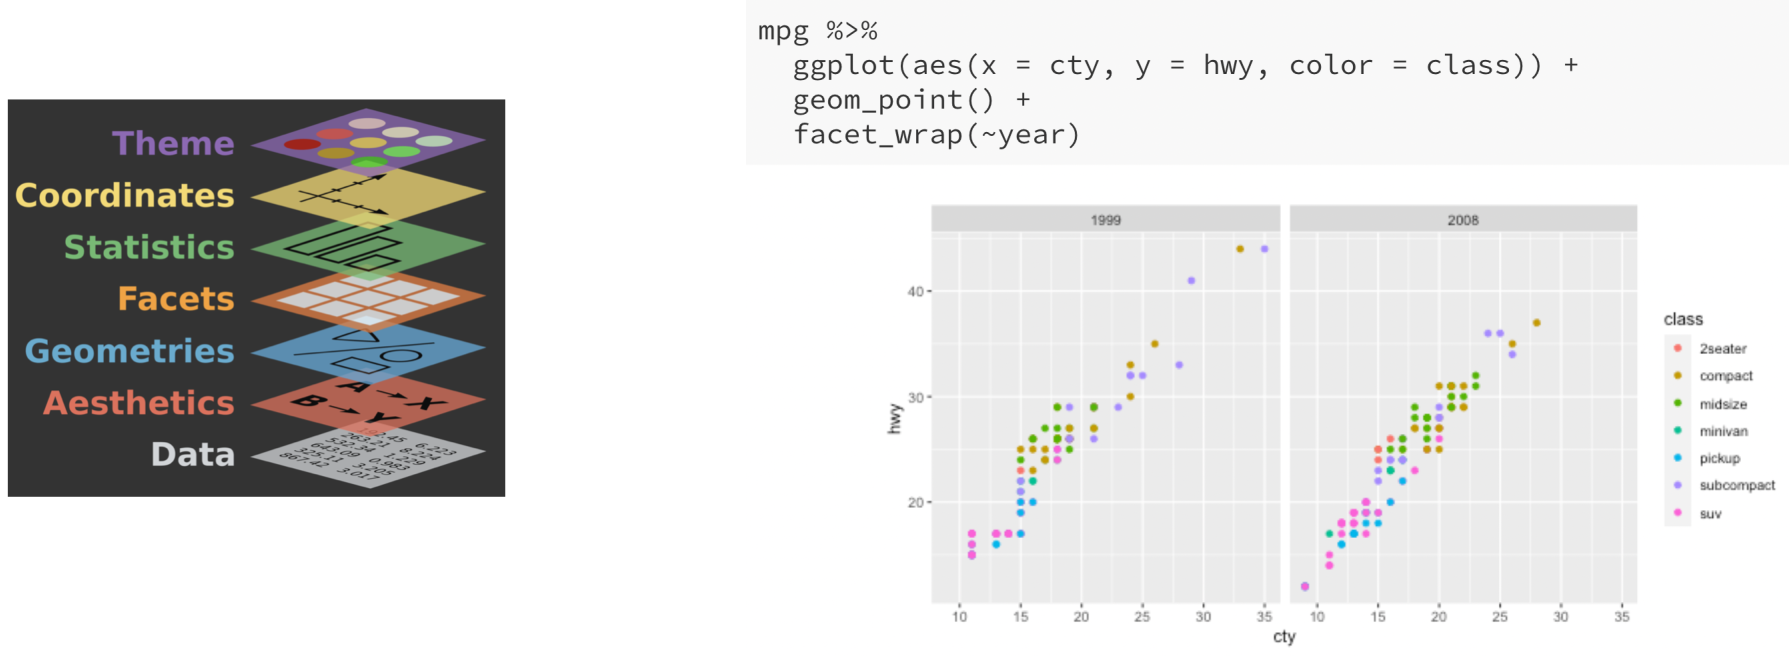 Theme
Coordinates
Statistics
Facets
Geometries
Aesthetics
Data
A
X
B
Y
mpg %>%
ggplot(aes(x = cty, y = hwy, color = class)) +
geom_point() +
facet_wrap(~year)
1999 2008
40
30
20
hwy
10 15 20 25 30 35 10 15 20 25 30 35
cty
class
2seater
compact
midsize
minivan
pickup
subcompact
suv